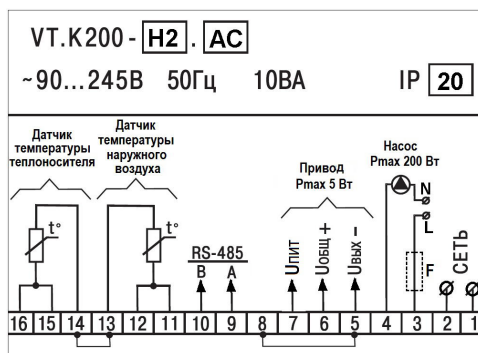 VT.K200 - H2 . AC
~90...245В 50Гц 10ВА IP 20
Датчик
температуры
теплоносителя
Датчик
температуры
наружного
воздуха
Привод
Pmax 5 Вт
Насос
Pmax 200 Вт
t°
t°
RS-485
B A
Uпит
Uобщ +
Uвых -
N
L
F
СЕТЬ
16 15 14 13 12 11 10 9 8 7 6 5 4 3 2 1